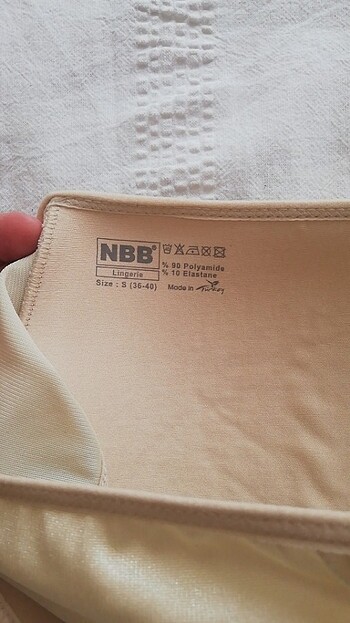 NBB®
Lingerie
Size : S (36-40)
% 90 Polyamide
% 10 Elastane
Made in Turkey